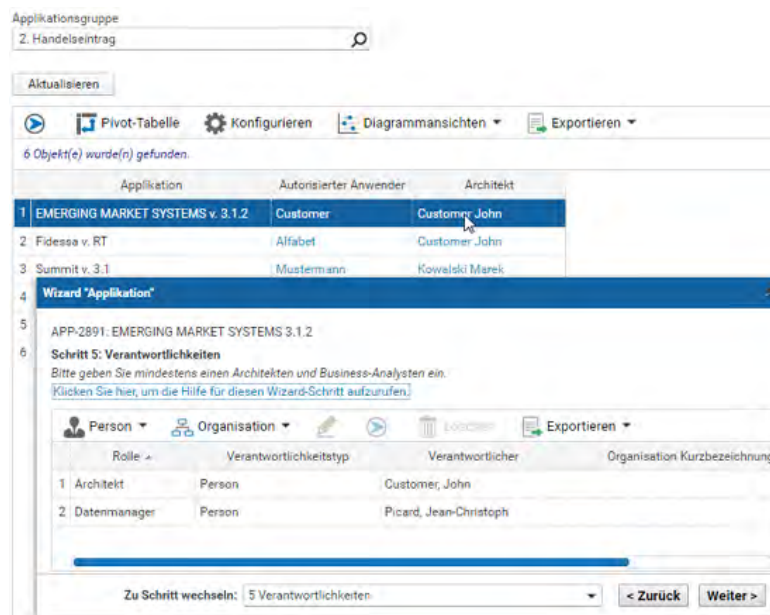 Applikationsgruppe
2. Handelseintrag
Aktualisieren
Pivot-Tabelle Konfigurieren Diagrammansichten Exportieren
6 Objekt(e) wurde(n) gefunden.
Applikation Autorisierter Anwender Architekt
1 EMERGING MARKET SYSTEMS v. 3.1.2 Customer Customer John
2 Fidessa v. RT Alfabet Customer John
3 Summit v. 3.1 Mustermann Kowalski Marek
4
5
6
Wizard "Applikation"
APP-2891: EMERGING MARKET SYSTEMS 3.1.2
Schritt 5: Verantwortlichkeiten
Bitte geben Sie mindestens einen Architekten und Business-Analysten ein.
Klicken Sie hier, um die Hilfe für diesen Wizard-Schritt aufzurufen.
Person Organisation Löschen Exportieren
Rolle Verantwortlichkeitstyp Verantwortlicher Organisation Kurzbezeichnung
1 Architekt Person Customer, John
2 Datenmanager Person Picard, Jean-Christoph
Zu Schritt wechseln: 5 Verantwortlichkeiten < Zurück Weiter >